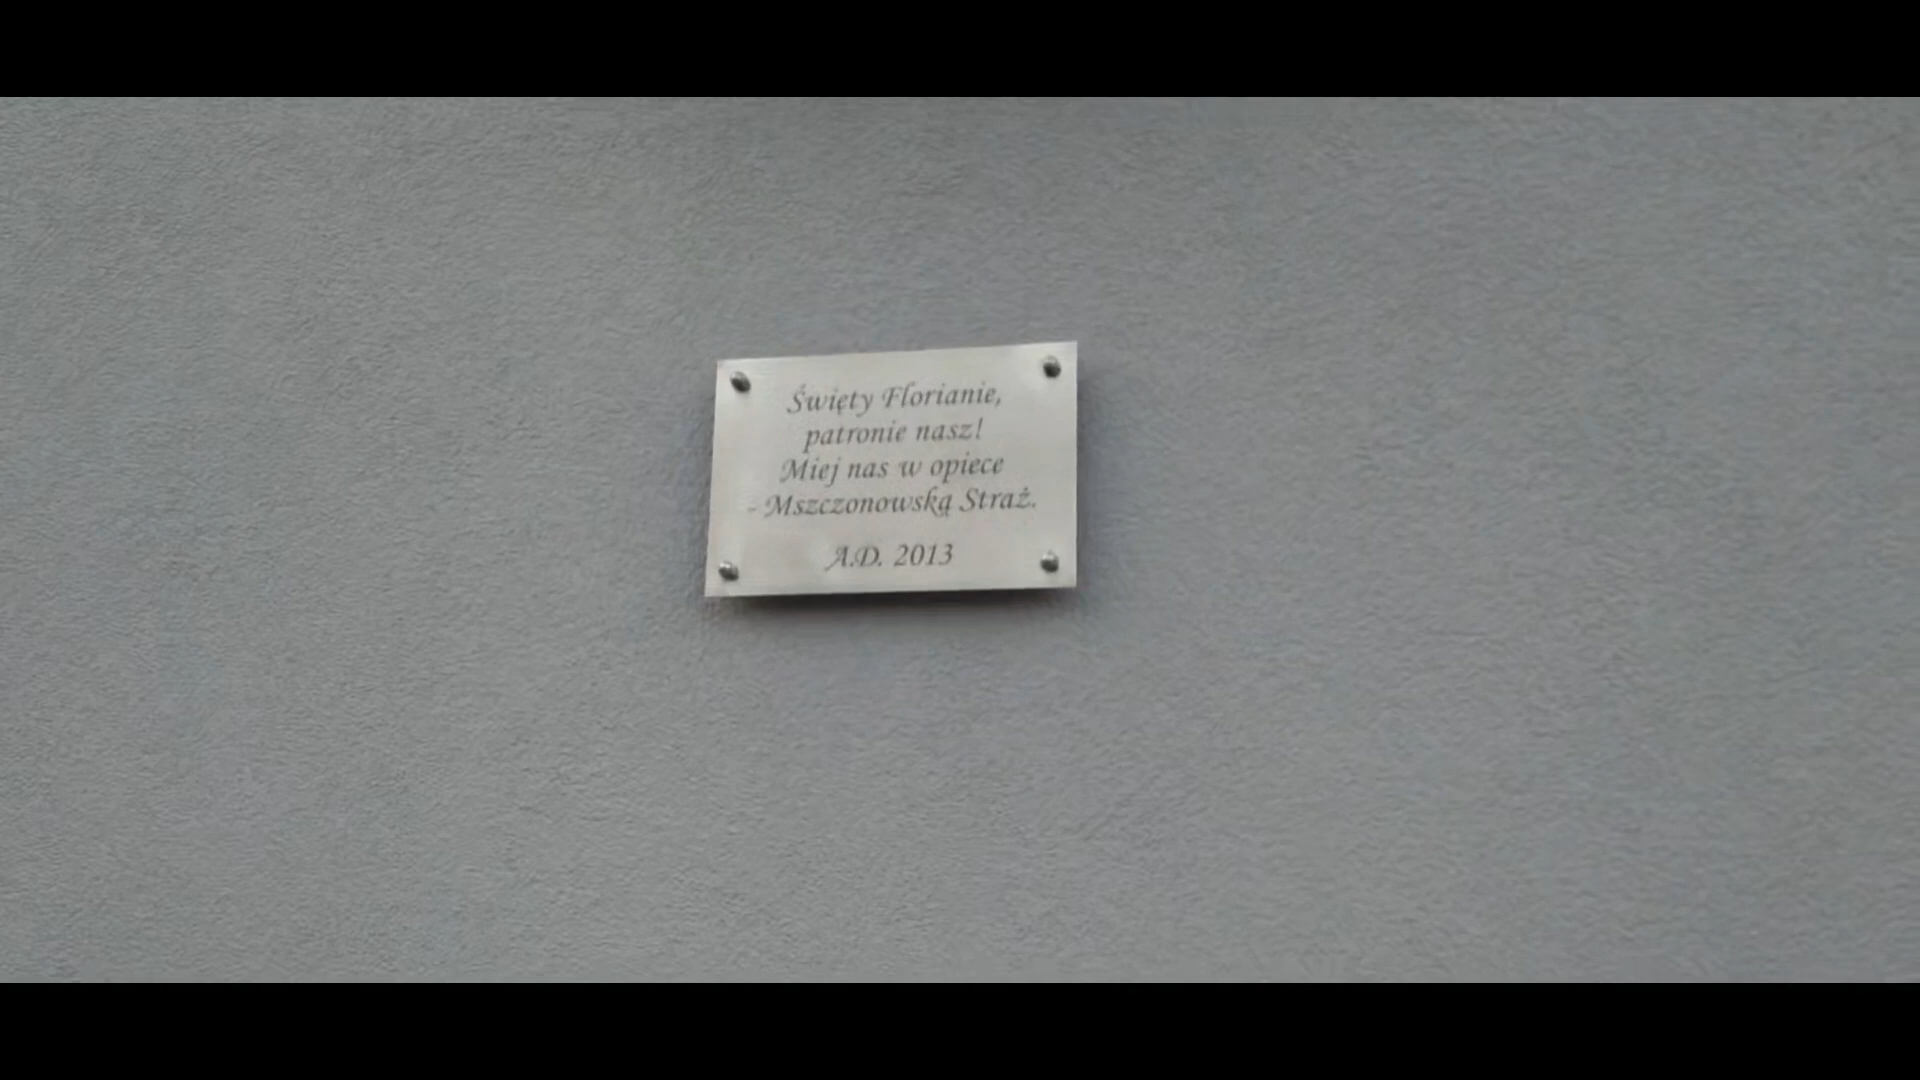 Święty Florianie,
patronie nasz!
Miej nas w opiece
- Mszczonowską Straż.
A.D. 2013